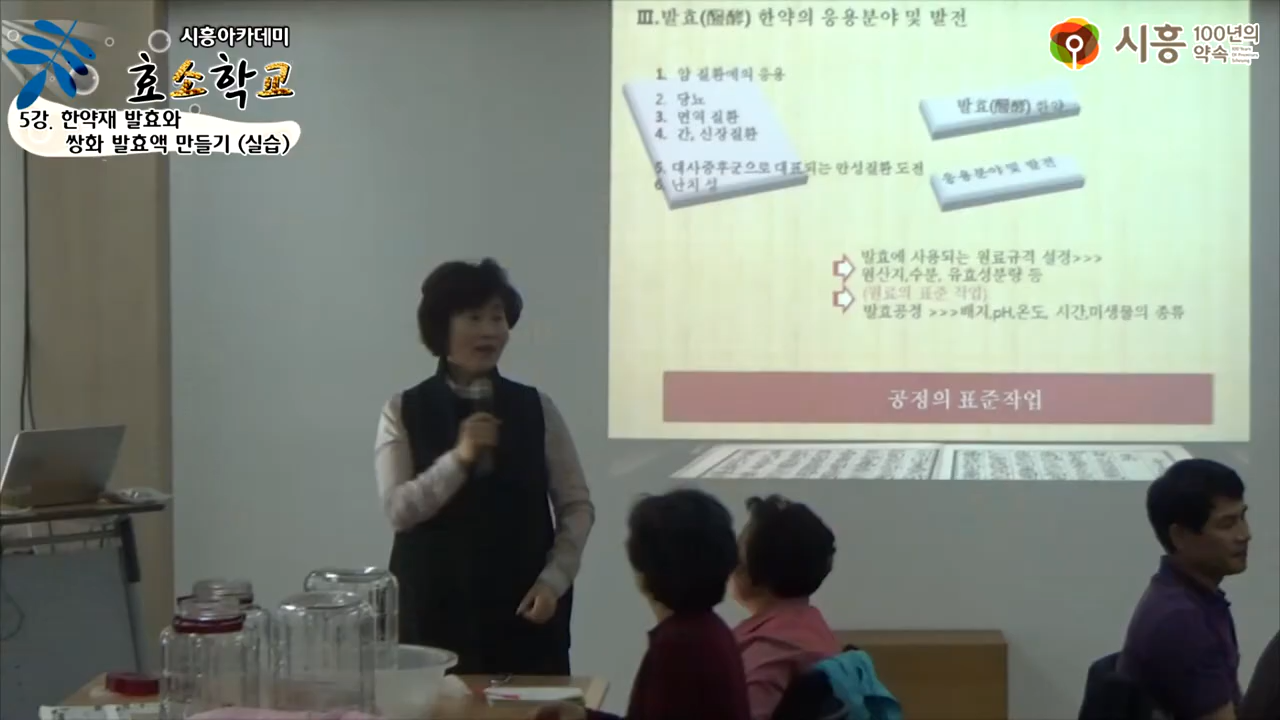 시흥아카데미
효소학교
5강. 한약재 발효와
쌍화 발효액 만들기 (실습)
시흥 100년의
약속
Ⅲ.발효(醱酵) 한약의 응용분야 및 발전
1. 암 질환에의 응용
2. 당뇨
3. 면역 질환
4. 간, 신장질환
5. 대사증후군으로 대표되는 만성질환 도전
6. 난치 성
발효(醱酵) 한약
응용분야 및 발전
발효에 사용되는 원료규격 설정>>>
원산지,수분, 유효성분량 등
(원료의 표준 작업)
발효공정 >>>배지,pH,온도, 시간,미생물의 종류
공정의 표준작업